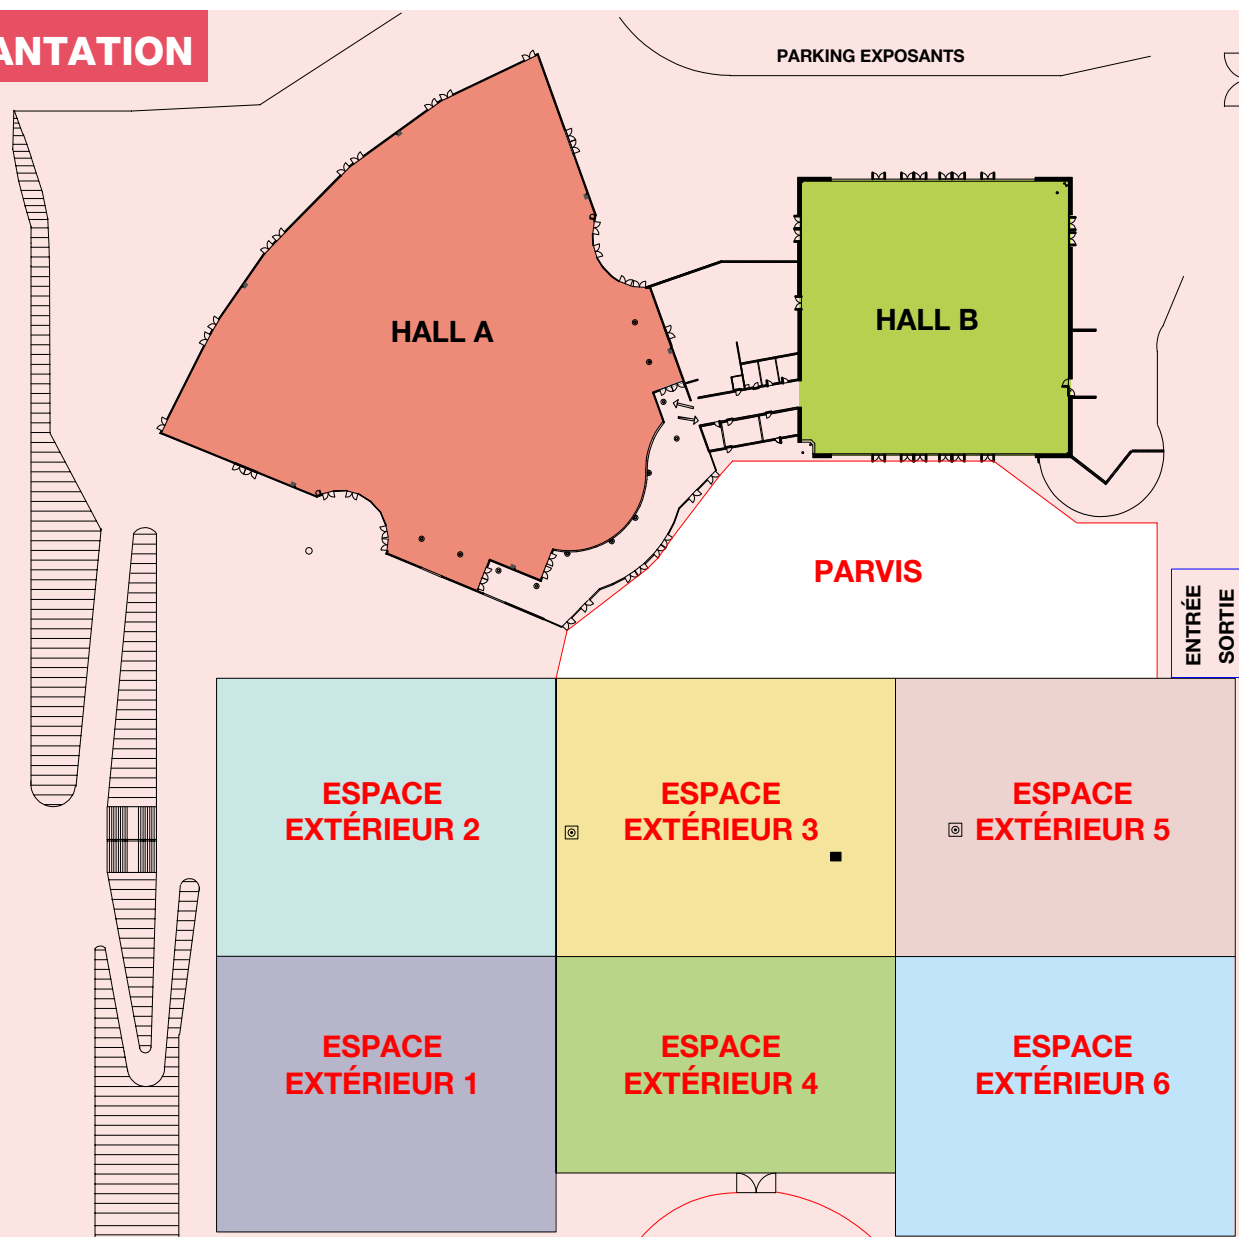 ANTATION
PARKING EXPOSANTS
HALL A
HALL B
PARVIS
ENTRÉE
SORTIE
ESPACE
EXTÉRIEUR 2
ESPACE
EXTÉRIEUR 3
ESPACE
EXTÉRIEUR 5
ESPACE
EXTÉRIEUR 1
ESPACE
EXTÉRIEUR 4
ESPACE
EXTÉRIEUR 6